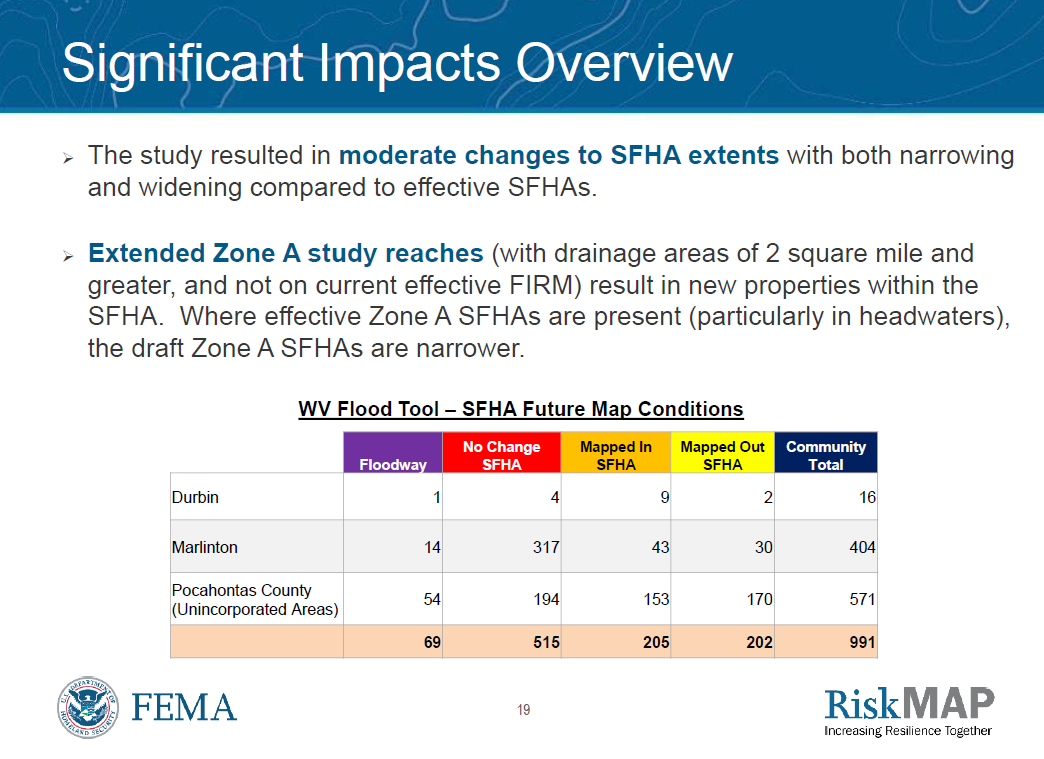 Significant Impacts Overview
➢ The study resulted in moderate changes to SFHA extents with both narrowing
and widening compared to effective SFHAs.
➢ Extended Zone A study reaches (with drainage areas of 2 square mile and
greater, and not on current effective FIRM) result in new properties within the
SFHA.  Where effective Zone A SFHAs are present (particularly in headwaters),
the draft Zone A SFHAs are narrower.
WV Flood Tool – SFHA Future Map Conditions
Floodway No Change SFHA Mapped In SFHA Mapped Out SFHA Community Total
Durbin 1 4 9 2 16
Marlinton 14 317 43 30 404
Pocahontas County
(Unincorporated Areas) 54 194 153 170 571
69 515 205 202 991
U.S. DEPARTMENT OF HOMELAND SECURITY
FEMA
19
RiskMAP
Increasing Resilience Together